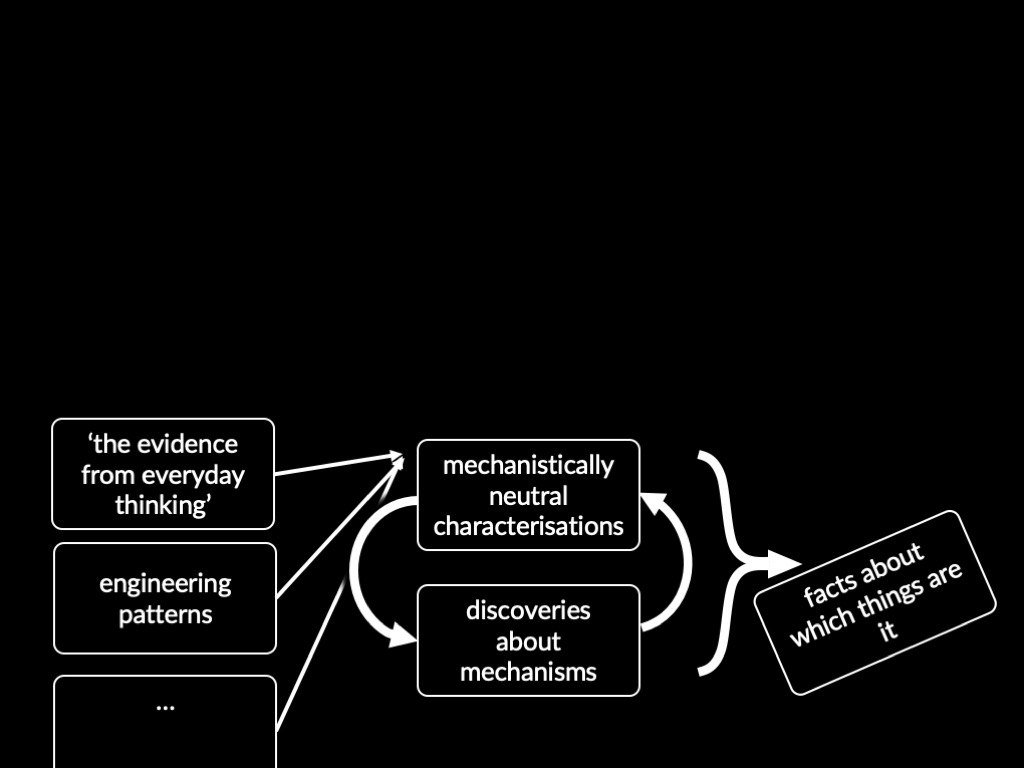 ‘the evidence
from everyday
thinking’
engineering
patterns
...
mechanistically
neutral
characterisations
discoveries
about
mechanisms
facts about
which things are
it